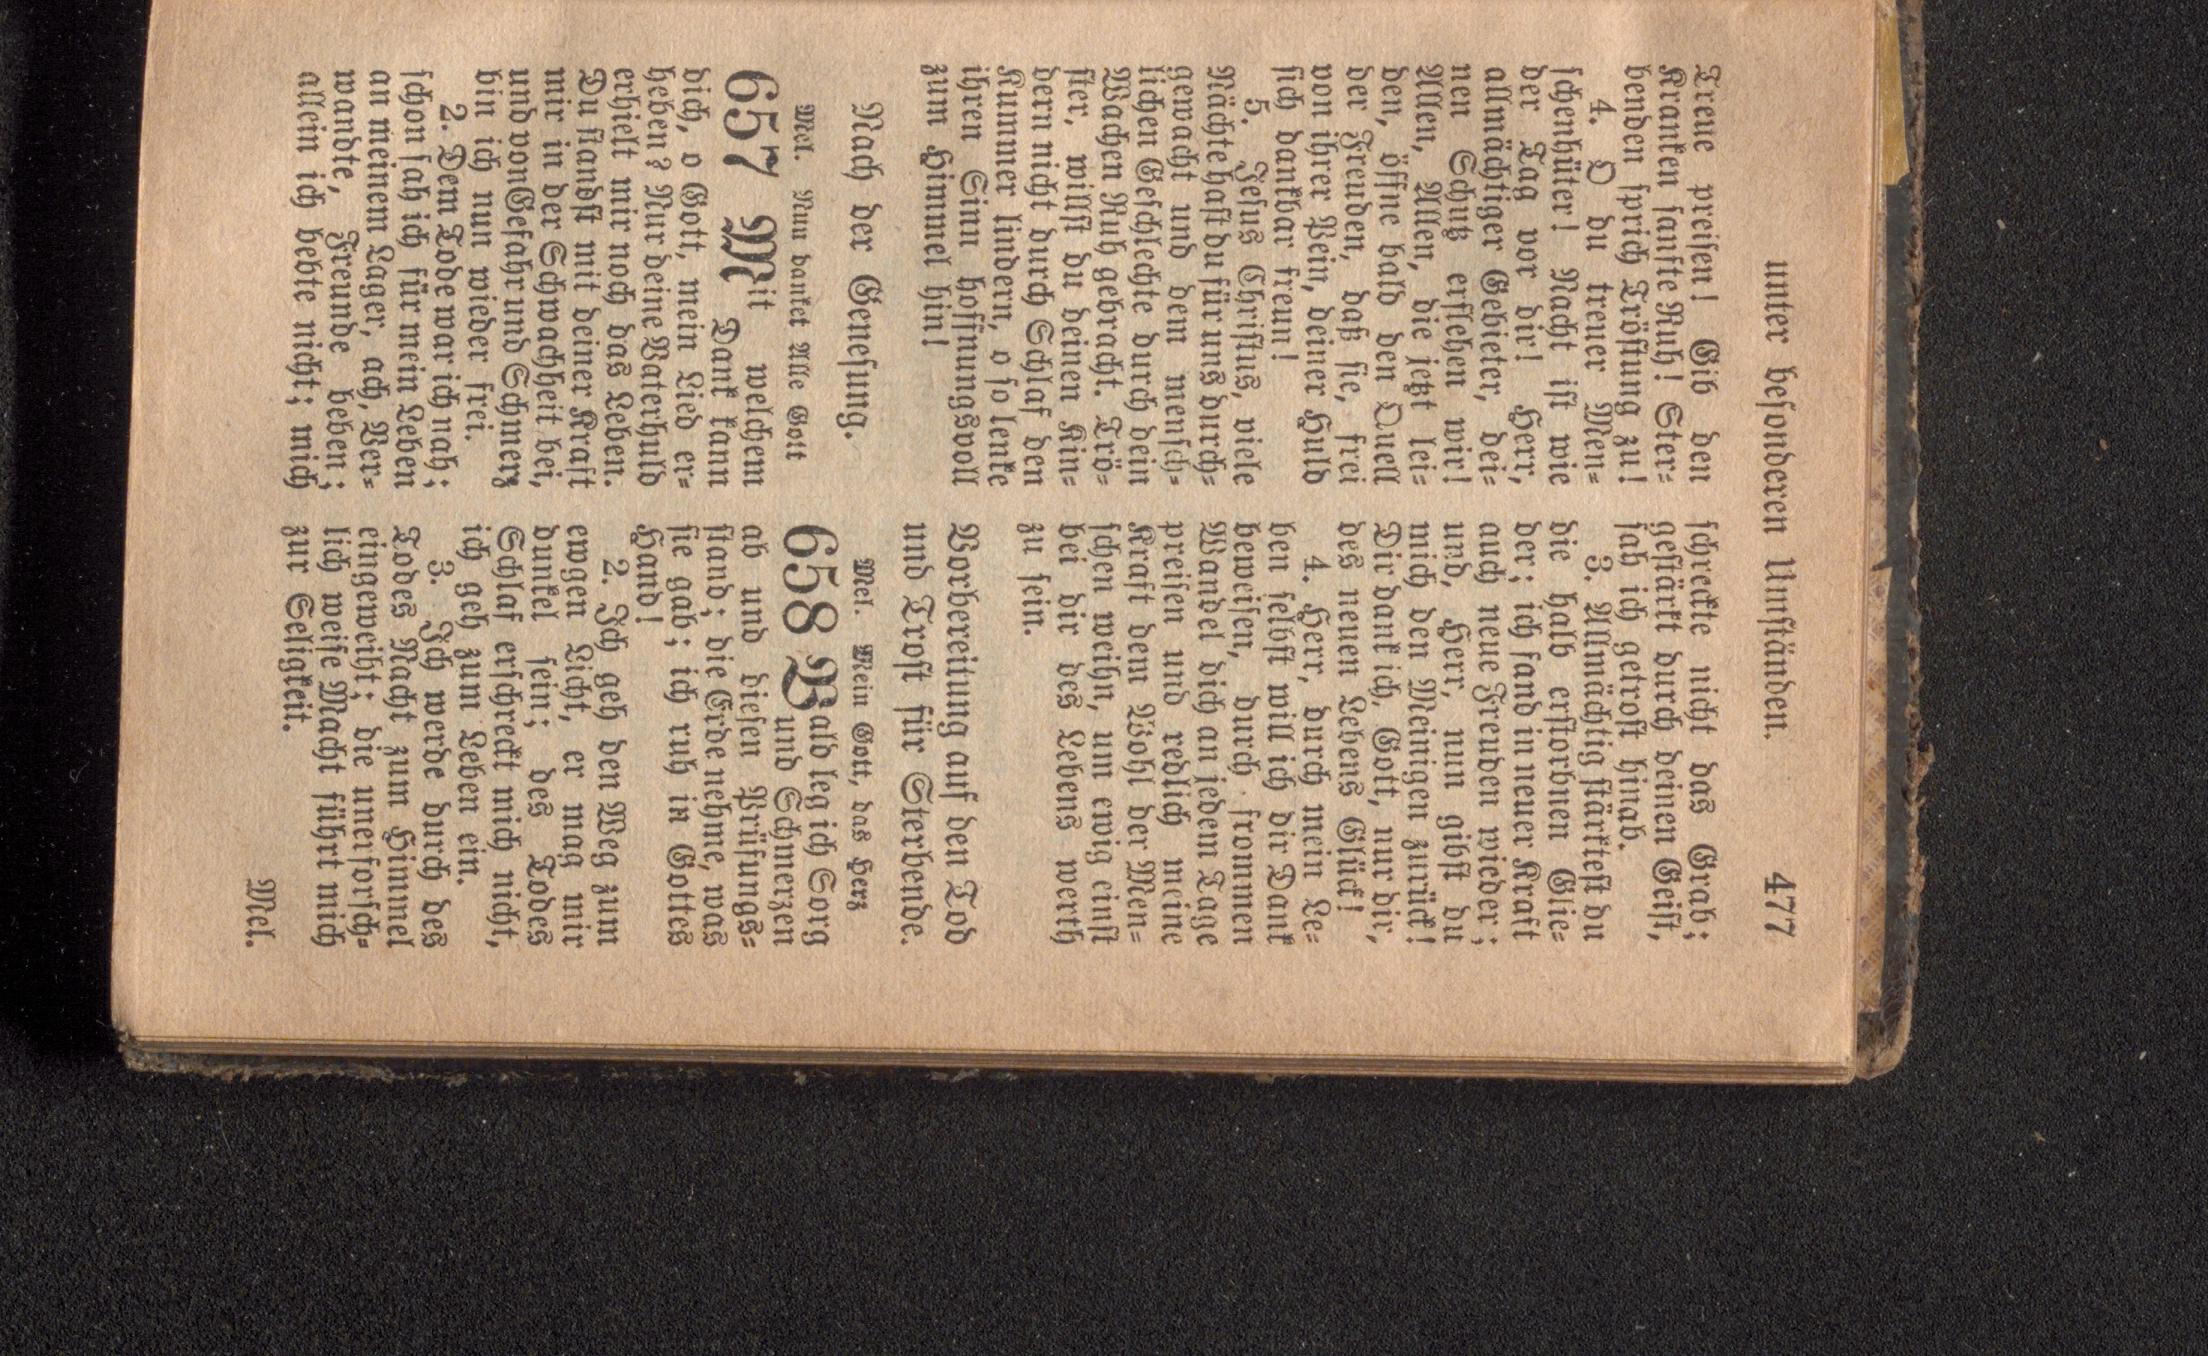 unter besonderen Umständen. 477
Treue preisen! Gib den
Kranken sanfte Ruh! Ster=
benden sprich Tröstung zu!
4. O du treuer Men=
schenhüter! Nacht ist wie
der Tag vor dir! Herr,
allmächtiger Gebieter, dei=
nen Schutz erflehen wir!
Allen, Allen, die jetzt lei=
den, öffne bald den Quell
der Freuden, daß sie, frei
von ihrer Pein, deiner Huld
sich dankbar freun!
5. Jesus Christus, viele
Nächte hast du für uns durch=
gewacht und dem mensch=
lichen Geschlechte durch dein
Wachen Ruh gebracht. Trö=
ster, willst du deinen Kin=
dern nicht durch Schlaf den
Kummer lindern, o so lenke
ihren Sinn hoffnungsvoll
zum Himmel hin!
Nach der Genesung.
Mel. Nun danket Alle Gott
657 Mit welchem
Dank kann
dich, o Gott, mein Lied er=
heben? Nur deine Vaterhuld
erhielt mir noch das Leben.
Du standst mit deiner Kraft
mir in der Schwachheit bei,
und von Gefahr und Schmerz
bin ich nun wieder frei.
2. Dem Tode war ich nah;
schon sah ich für mein Leben
an meinem Lager, ach, Ver=
wandte, Freunde beben;
allein ich bebte nicht; mich
schreckte nicht das Grab;
gestärkt durch deinen Geist,
sah ich getrost hinab.
3. Allmächtig stärktest du
die halb erstorbnen Glie=
der; ich fand in neuer Kraft
auch neue Freuden wieder;
und, Herr, nun gibst du
mich den Meinigen zurück!
Dir dank ich, Gott, nur dir,
des neuen Lebens Glück!
4. Herr, durch mein Le=
ben selbst will ich dir Dank
beweisen, durch frommen
Wandel dich an jedem Tage
preisen und redlich meine
Kraft dem Wohl der Men=
schen weihn, um ewig einst
bei dir des Lebens werth
zu sein.
Vorbereitung auf den Tod
und Trost für Sterbende.
Mel. Mein Gott, das Herz
658 Bald leg ich Sorg
und Schmerzen
ab und diesen Prüfungs=
stand; die Erde nehme, was
sie gab; ich ruh in Gottes
Hand!
2. Ich geh den Weg zum
ewgen Licht, er mag mir
dunkel sein; des Todes
Schlaf erschreckt mich nicht,
ich geh zum Leben ein.
3. Ich werde durch des
Todes Nacht zum Himmel
eingeweiht; die unerforsch=
lich weise Macht führt mich
zur Seligkeit.
Mel.